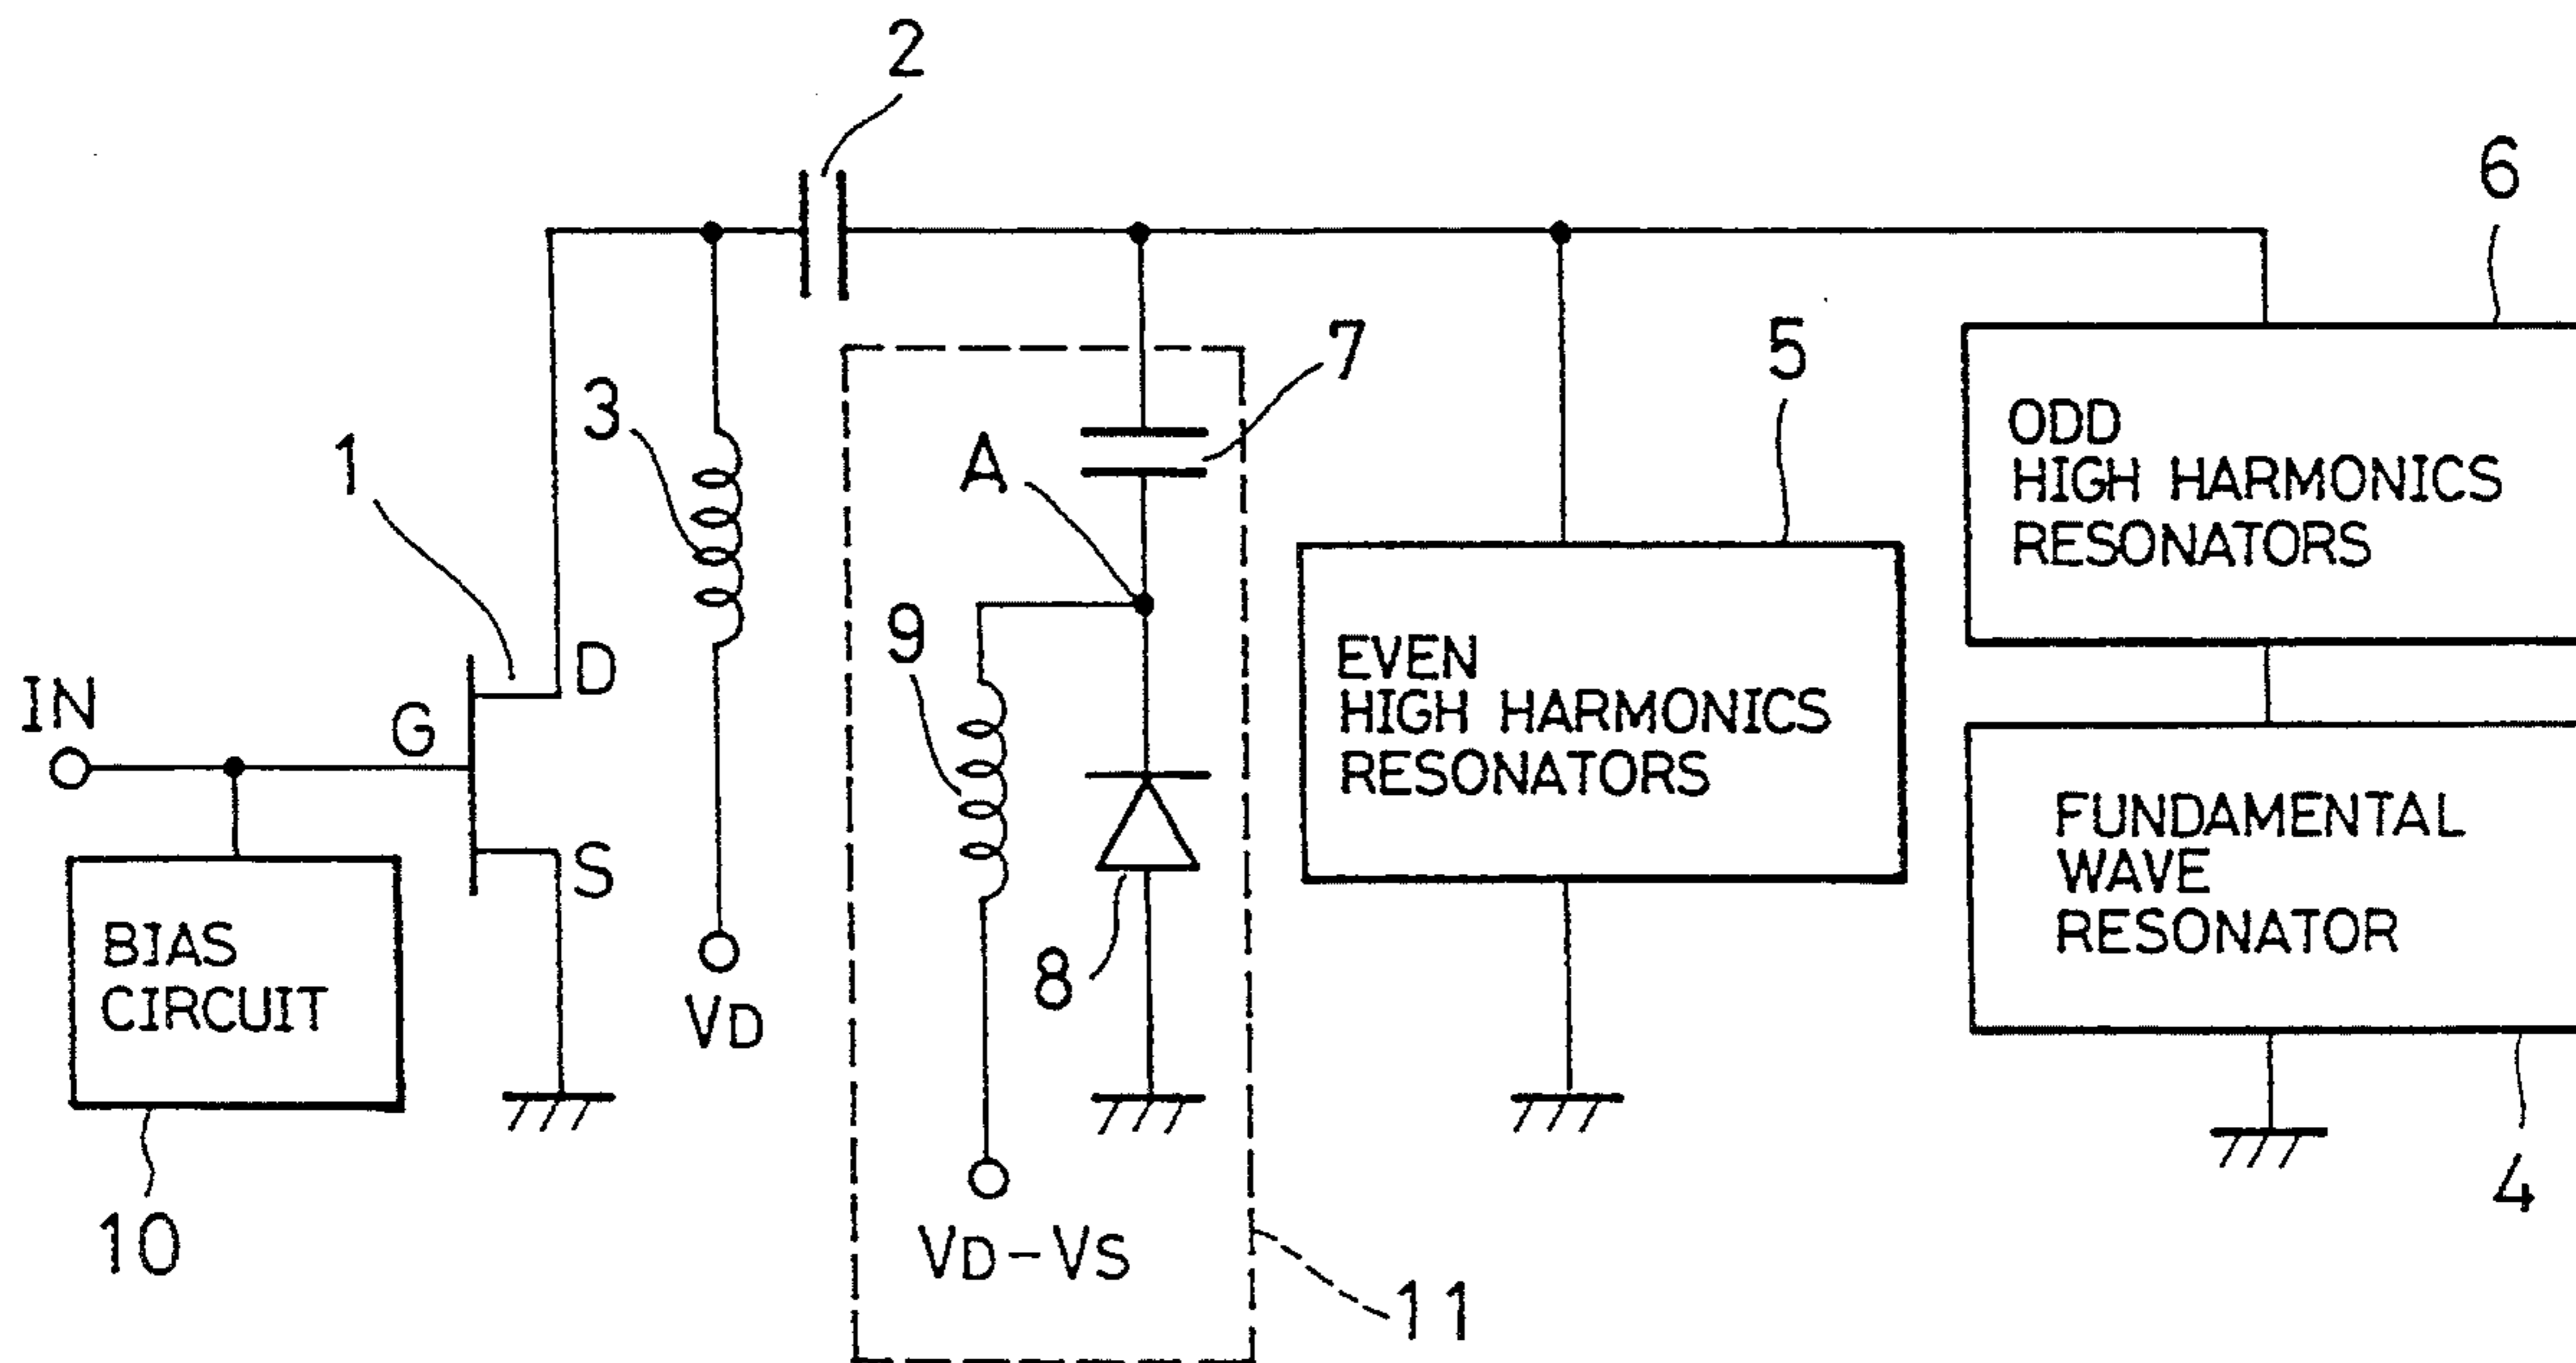 2
6
5
7
3
A
1
ODD
HIGH HARMONICS
RESONATORS
9
D
EVEN
HIGH HARMONICS
RESONATORS
IN
G
S
FUNDAMENTAL
WAVE
RESONATOR
BIAS
CIRCUIT
VD
8
10
VD-VS
4
11